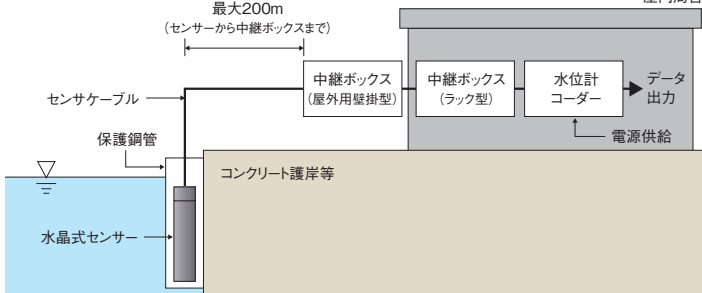 最大200m
(センサーから中継ボックスまで)
中継ボックス
(屋外用壁掛型)
中継ボックス
(ラック型)
水位計
コーダー
データ
出力
センサケーブル
電源供給
保護鋼管
コンクリート護岸等
水晶式センサー